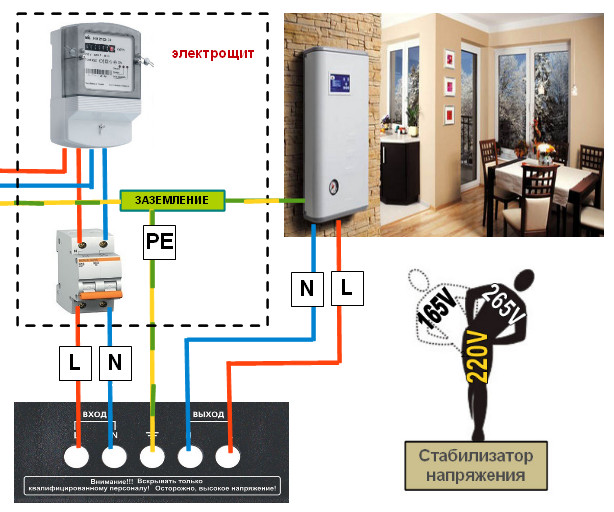 электрощит
ЗАЗЕМЛЕНИЕ
PE
N
L
L
N
165V
265V
220V
ВХОД
ВЫХОД
N
Внимание!!! Вскрывать только
квалифицированному персоналу! Осторожно, высокое напряжение!
Стабилизатор
напряжения